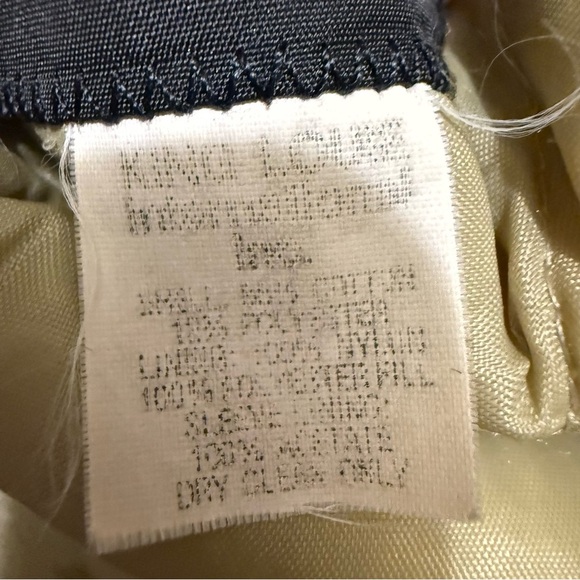 KING LOUIE
International
Inc.
SHELL: 90% COTTON
10% POLYESTER
LINING: 100% NYLON
100% POLYESTER FILL
SLEEVE LINING
100% ACETATE
DRY CLEAN ONLY